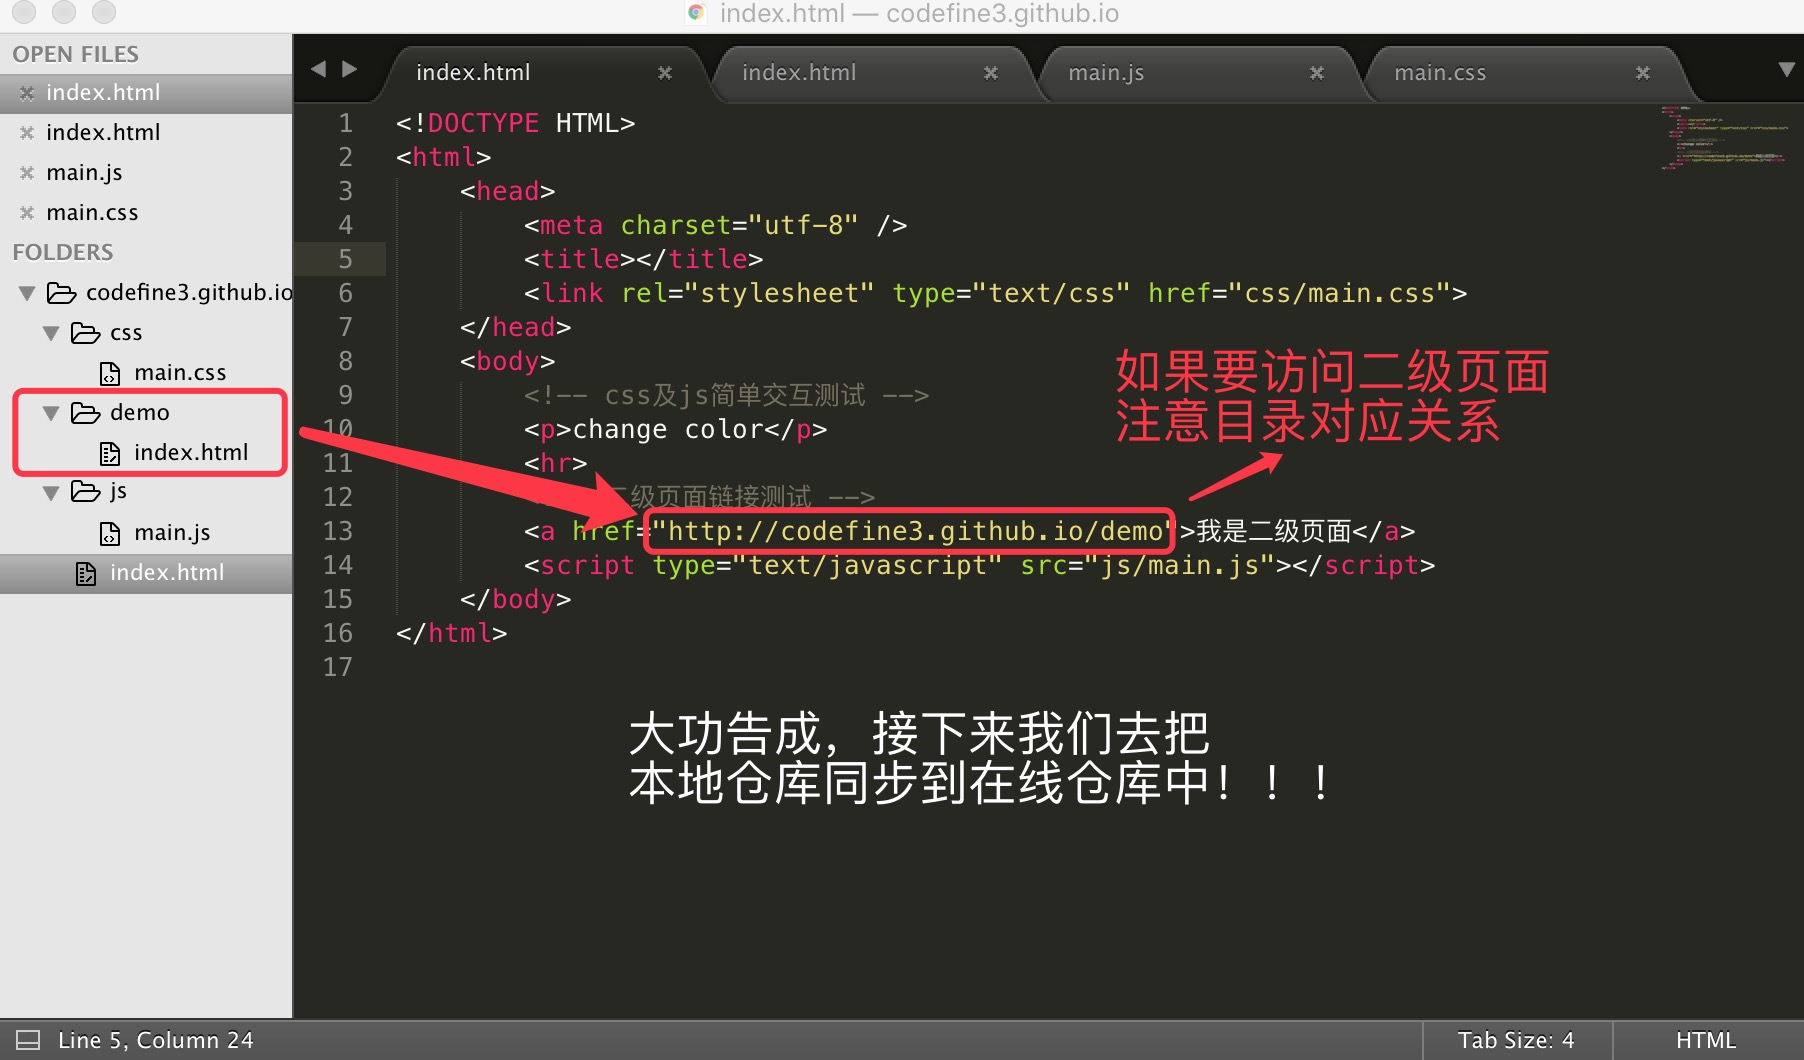 index.html — codefine3.github.io
OPEN FILES
index.html
index.html
main.js
main.css
FOLDERS
codefine3.github.io
css
main.css
demo
index.html
js
main.js
index.html
index.html
index.html
main.js
main.css
1 <!DOCTYPE HTML>
2 <html>
3 <head>
4 <meta charset="utf-8" />
5 <title></title>
6 <link rel="stylesheet" type="text/css" href="css/main.css">
7 </head>
8 <body>
9 <!-- css及js简单交互测试 -->
10 <p>change color</p>
11 <hr>
12 二级页面链接测试 -->
13 <a href="http://codefine3.github.io/demo">我是二级页面</a>
14 <script type="text/javascript" src="js/main.js"></script>
15 </body>
16 </html>
17
如果要访问二级页面
注意目录对应关系
大功告成，接下来我们去把
本地仓库同步到在线仓库中！！！
Line 5, Column 24
Tab Size: 4
HTML